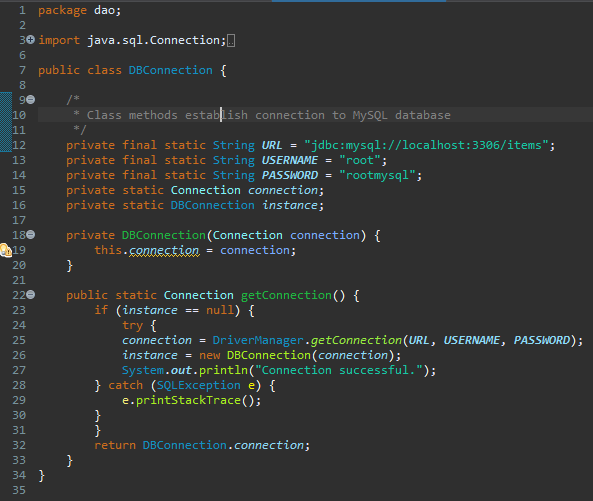 1 package dao;
2
3 import java.sql.Connection;
6
7 public class DBConnection {
8
9     /*
10      * Class methods establish connection to MySQL database
11      */
12     private final static String URL = "jdbc:mysql://localhost:3306/items";
13     private final static String USERNAME = "root";
14     private final static String PASSWORD = "rootmysql";
15     private static Connection connection;
16     private static DBConnection instance;
17
18     private DBConnection(Connection connection) {
19         this.connection = connection;
20     }
21
22     public static Connection getConnection() {
23         if (instance == null) {
24             try {
25             connection = DriverManager.getConnection(URL, USERNAME, PASSWORD);
26             instance = new DBConnection(connection);
27             System.out.println("Connection successful.");
28         } catch (SQLException e) {
29             e.printStackTrace();
30         }
31         }
32         return DBConnection.connection;
33     }
34 }
35